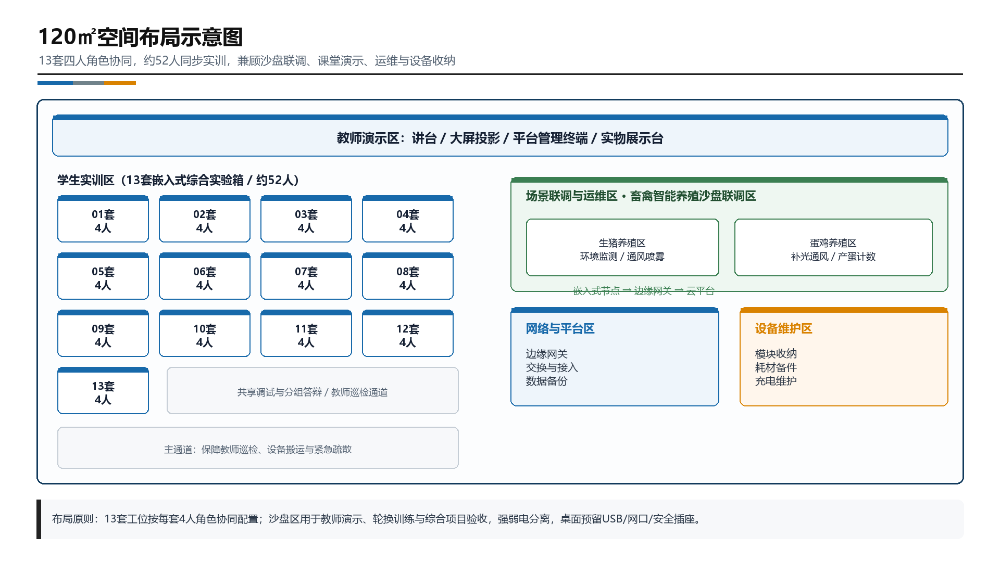 120㎡空间布局示意图
13套四人角色协同，约52人同步实训，兼顾沙盘联调、课堂演示、运维与设备收纳
教师演示区：讲台 / 大屏投影 / 平台管理终端 / 实物展示台
学生实训区（13套嵌入式综合实验箱 / 约52人）
01套
4人
02套
4人
03套
4人
04套
4人
05套
4人
06套
4人
07套
4人
08套
4人
09套
4人
10套
4人
11套
4人
12套
4人
13套
4人
共享调试与分组答辩 / 教师巡检通道
主通道：保障教师巡检、设备搬运与紧急疏散
场景联调与运维区·畜禽智能养殖沙盘联调区
生猪养殖区
环境监测 / 通风喷雾
蛋鸡养殖区
补光通风 / 产蛋计数
嵌入式节点 → 边缘网关 → 云平台
网络与平台区
边缘网关
交换与接入
数据备份
设备维护区
模块收纳
耗材备件
充电维护
布局原则：13套工位按每套4人角色协同配置；沙盘区用于教师演示、轮换训练与综合项目验收，强弱电分离，桌面预留USB/网口/安全插座。